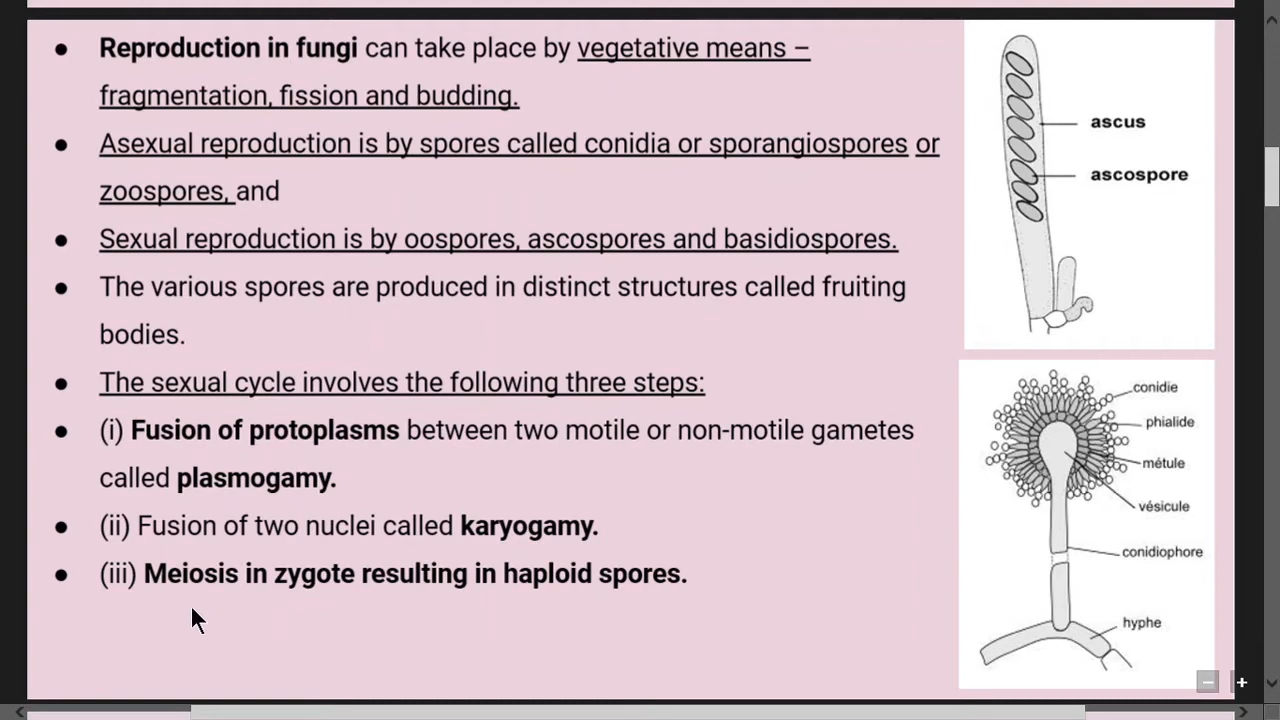 ● Reproduction in fungi can take place by vegetative means –
fragmentation, fission and budding.
● Asexual reproduction is by spores called conidia or sporangiospores or
zoospores, and
● Sexual reproduction is by oospores, ascospores and basidiospores.
● The various spores are produced in distinct structures called fruiting
bodies.
● The sexual cycle involves the following three steps:
● (i) Fusion of protoplasms between two motile or non-motile gametes
called plasmogamy.
● (ii) Fusion of two nuclei called karyogamy.
● (iii) Meiosis in zygote resulting in haploid spores.
ascus
ascospore
conidie
phialide
métule
vésicule
conidiophore
hyphe